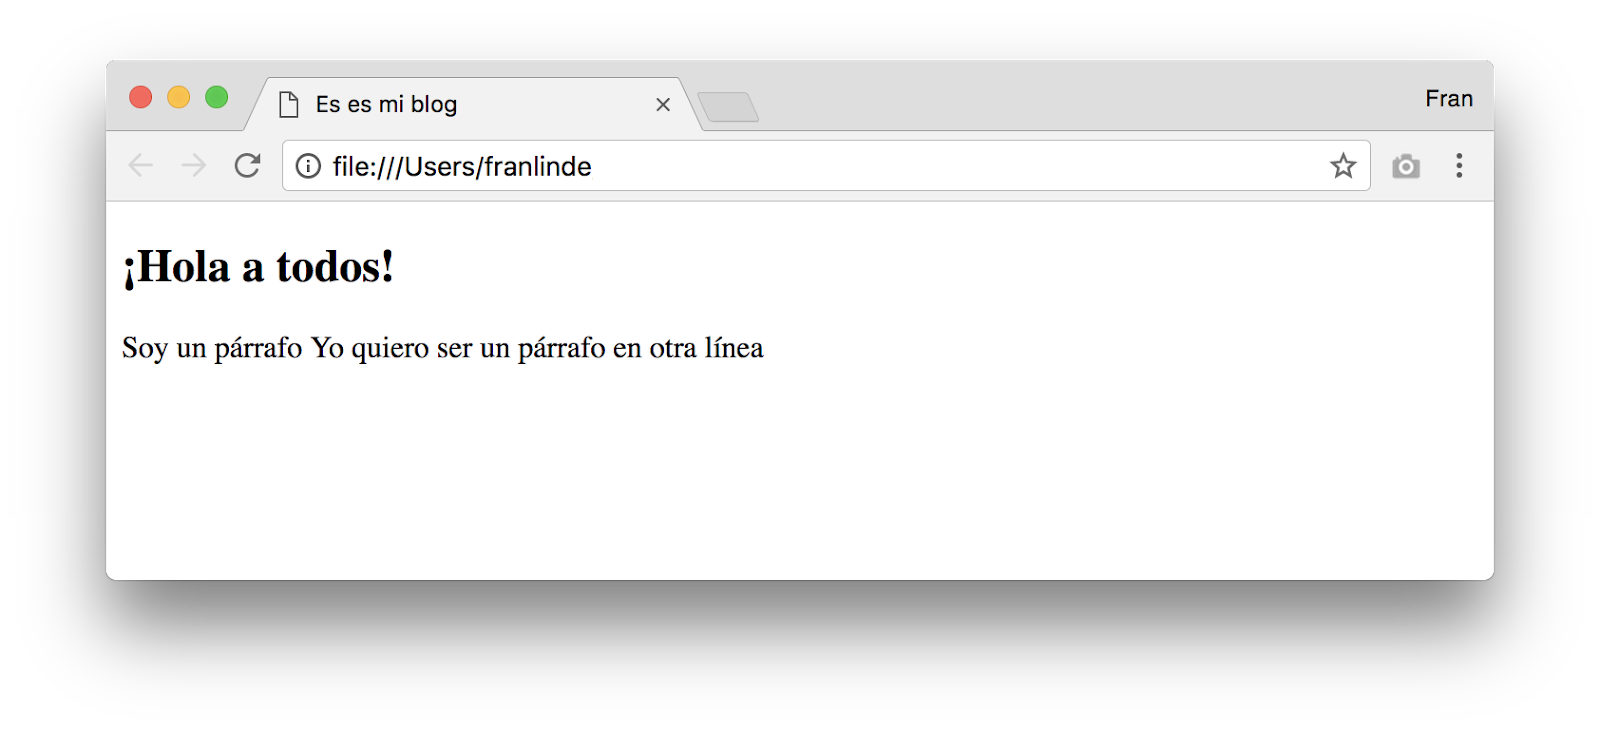 Es es mi blog
Fran
file:///Users/franlinde
¡Hola a todos!
Soy un párrafo Yo quiero ser un párrafo en otra línea